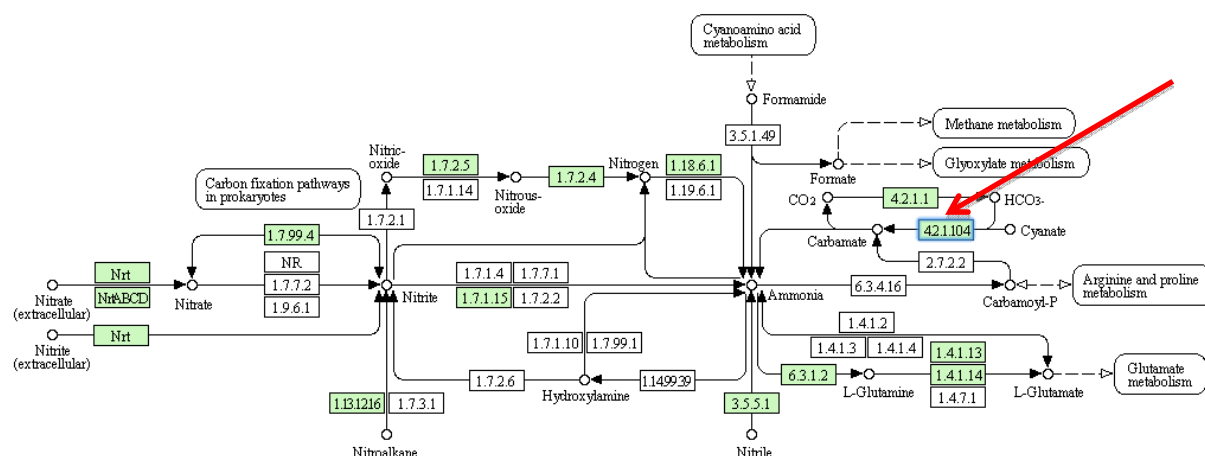 Cyanoamino acid
metabolism
Formamide
3.5.1.49
Methane metabolism
Glyoxylate metabolism
Formate
Nitric-
oxide
1.7.2.5
1.7.1.14
Nitrous-
oxide
1.7.2.4
Nitrogen
1.18.6.1
1.19.6.1
Carbon fixation pathways
in prokaryotes
1.7.2.1
CO2
4.2.1.1
HCO3-
Carbamate
4.2.1.104
Cyanate
2.7.2.2
1.7.99.4
NR
1.7.7.2
1.9.6.1
Nrt
NrtABCD
Nitrate
(extracellular)
Nitrate
Nitrite
1.7.1.4
1.7.7.1
1.7.1.15
1.7.2.2
Ammonia
6.3.4.16
Carbamoyl-P
Arginine and proline
metabolism
Nrt
Nitrite
(extracellular)
1.7.1.10
1.7.99.1
1.7.2.6
Hydroxylamine
1.14.99.39
1.4.1.2
1.4.1.3
1.4.1.4
6.3.1.2
L-Glutamine
1.4.1.13
1.4.1.14
1.4.7.1
L-Glutamate
Glutamate
metabolism
1.13.12.16
1.7.3.1
Nitroalkane
3.5.5.1
Nitrile